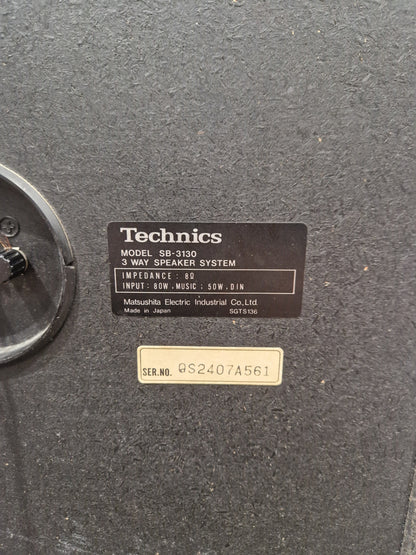 Technics
MODEL SB-3130
3 WAY SPEAKER SYSTEM
IMPEDANCE : 8Ω
INPUT : 80W, MUSIC ; 50W, DIN
Matsushita Electric Industrial Co., Ltd.
Made in Japan SGTS136
SER.NO. QS2407A561